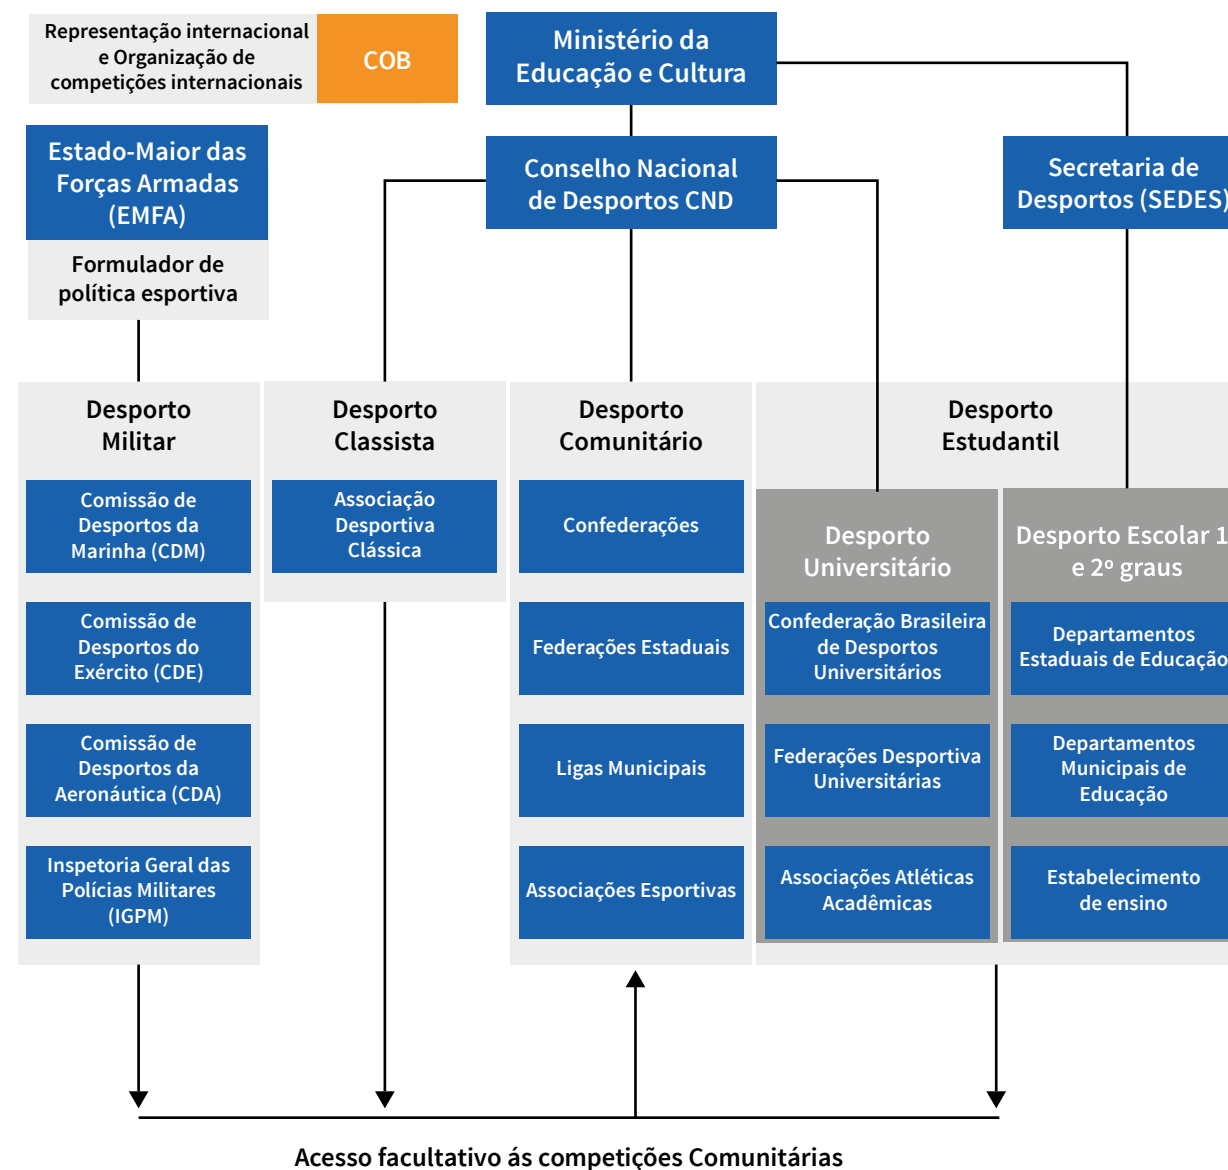 Representação internacional
e Organização de
competições internacionais
COB
Ministério da
Educação e Cultura
Estado-Maior das
Forças Armadas
(EMFA)
Formulador de
política esportiva
Conselho Nacional
de Desportos CND
Secretaria de
Desportos (SEDES)
Desporto
Militar
Comissão de
Desportos da
Marinha (CDM)
Comissão de
Desportos do
Exército (CDE)
Comissão de
Desportos da
Aeronáutica (CDA)
Inspetoria Geral das
Polícias Militares
(IGPM)
Desporto
Classista
Associação
Desportiva
Clássica
Desporto
Comunitário
Confederações
Federações Estaduais
Ligas Municipais
Associações Esportivas
Desporto
Estudantil
Desporto
Universitário
Confederação Brasileira
de Desportos
Universitários
Federações Desportiva
Universitárias
Associações Atléticas
Acadêmicas
Desporto Escolar 1
e 2º graus
Departamentos
Estaduais de Educação
Departamentos
Municipais de
Educação
Estabelecimento
de ensino
Acesso facultativo ás competições Comunitárias